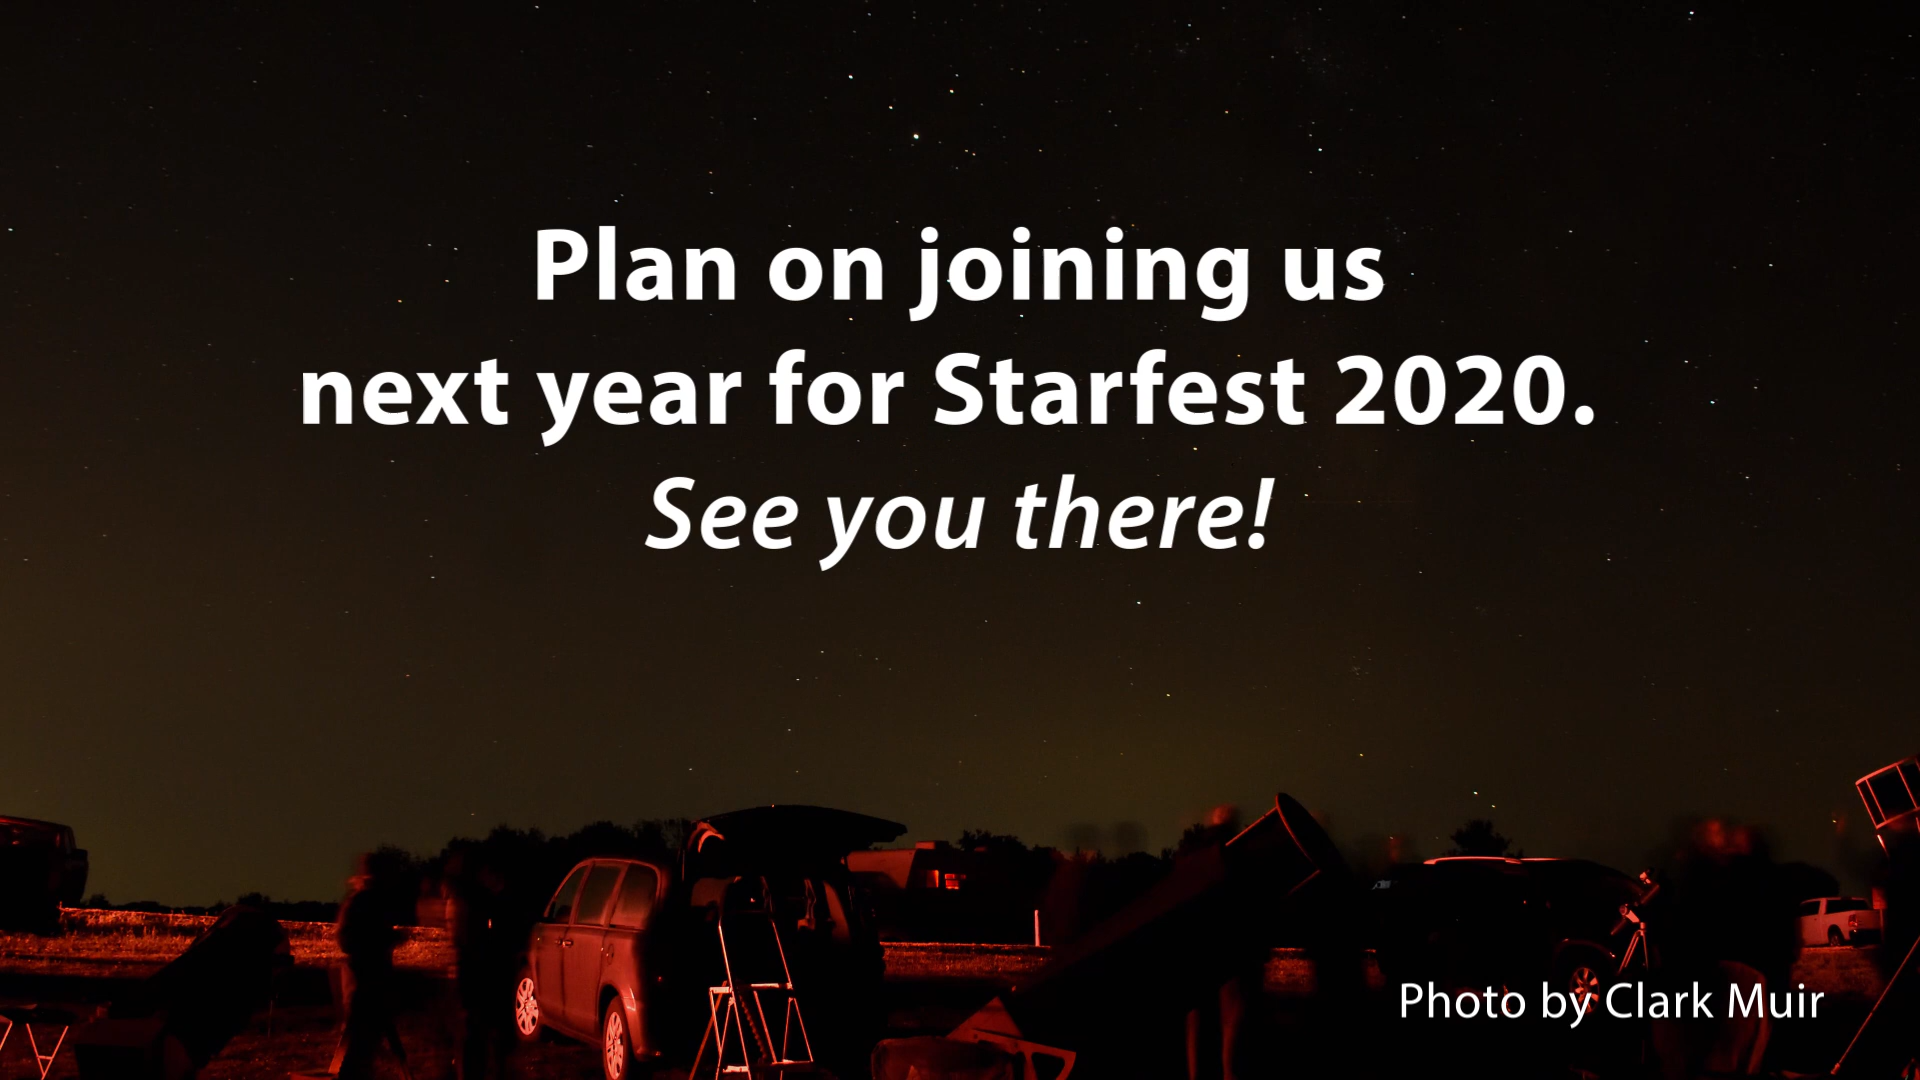 Plan on joining us
next year for Starfest 2020.
See you there!
Photo by Clark Muir